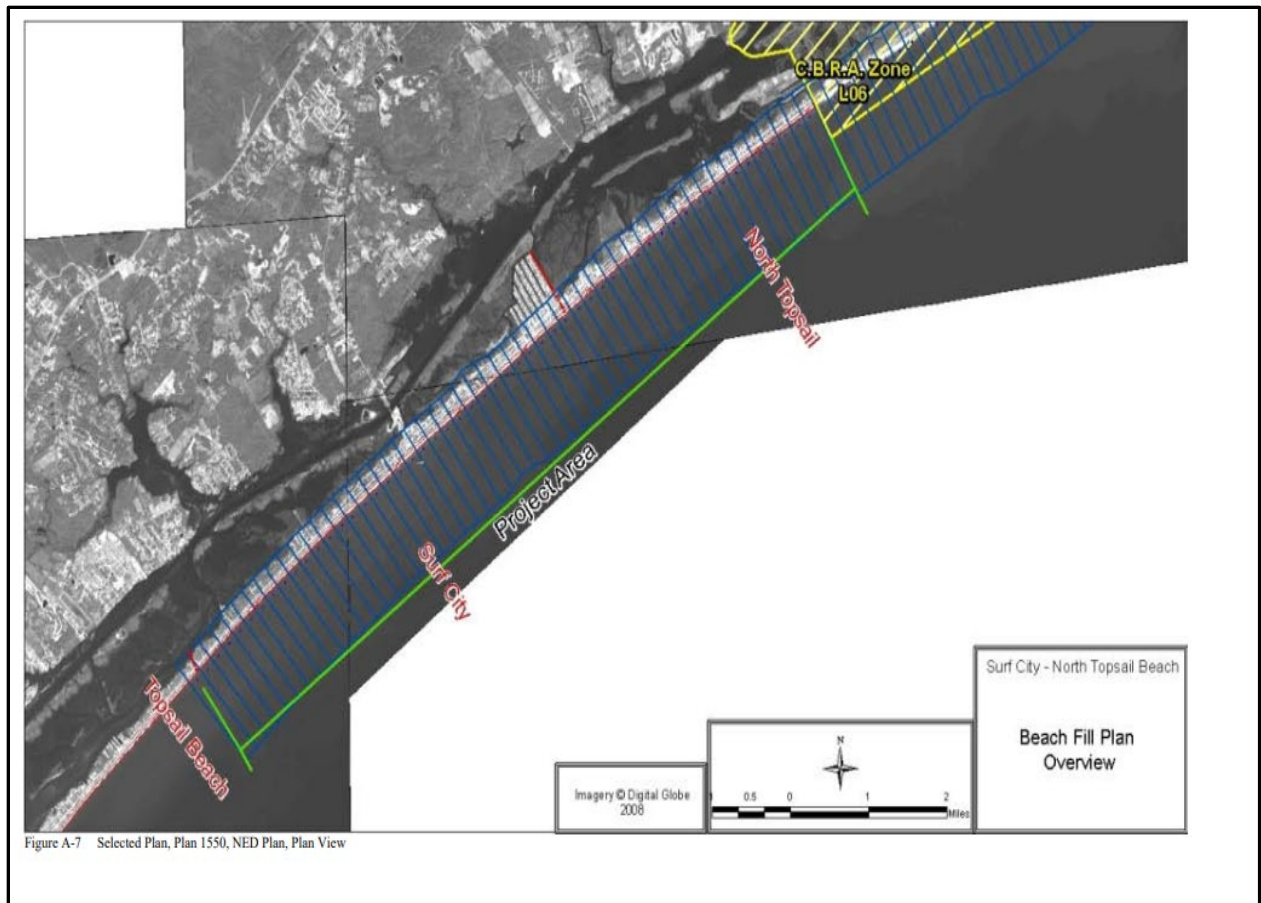 C.B.R.A. Zone
L06
North Topsail
Project Area
Surf City
Topsail Beach
Surf City - North Topsail Beach
Beach Fill Plan
Overview
Imagery © Digital Globe
2008
N
1 0.5 0 1 2
Miles
Figure A-7 Selected Plan, Plan 1550, NED Plan, Plan View